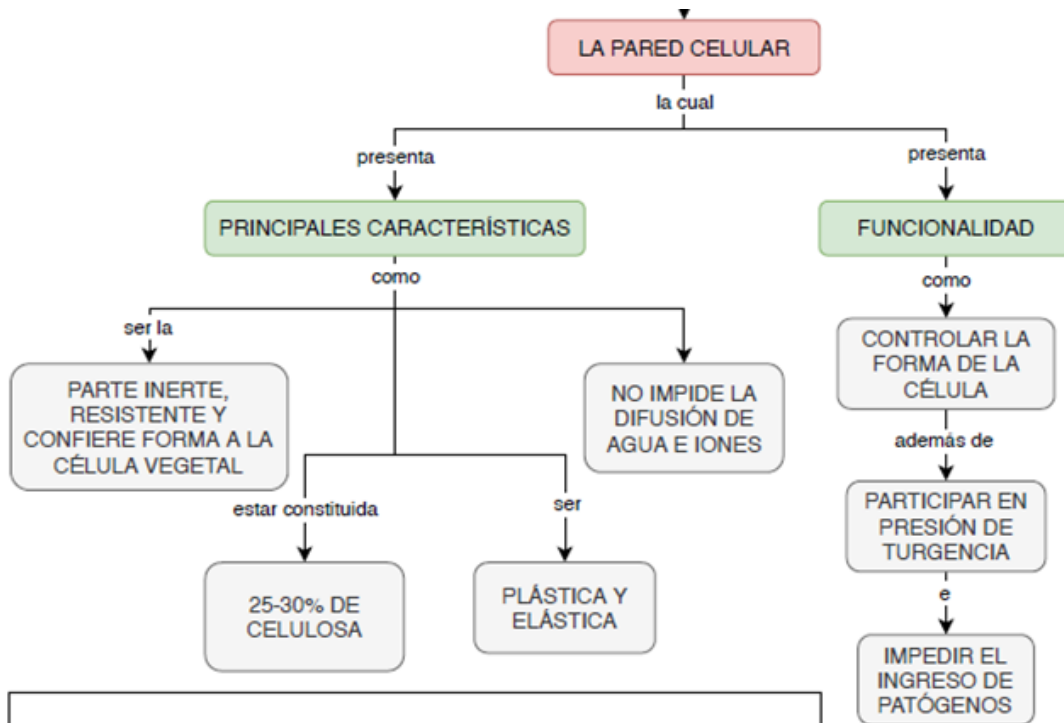 LA PARED CELULAR
la cual
presenta
presenta
PRINCIPALES CARACTERÍSTICAS
FUNCIONALIDAD
como
como
ser la
PARTE INERTE,
RESISTENTE Y
CONFIERE FORMA A LA
CÉLULA VEGETAL
NO IMPIDE LA
DIFUSIÓN DE
AGUA E IONES
estar constituida
25-30% DE
CELULOSA
ser
PLÁSTICA Y
ELÁSTICA
CONTROLAR LA
FORMA DE LA
CÉLULA
además de
PARTICIPAR EN
PRESIÓN DE
TURGENCIA
e
IMPEDIR EL
INGRESO DE
PATÓGENOS